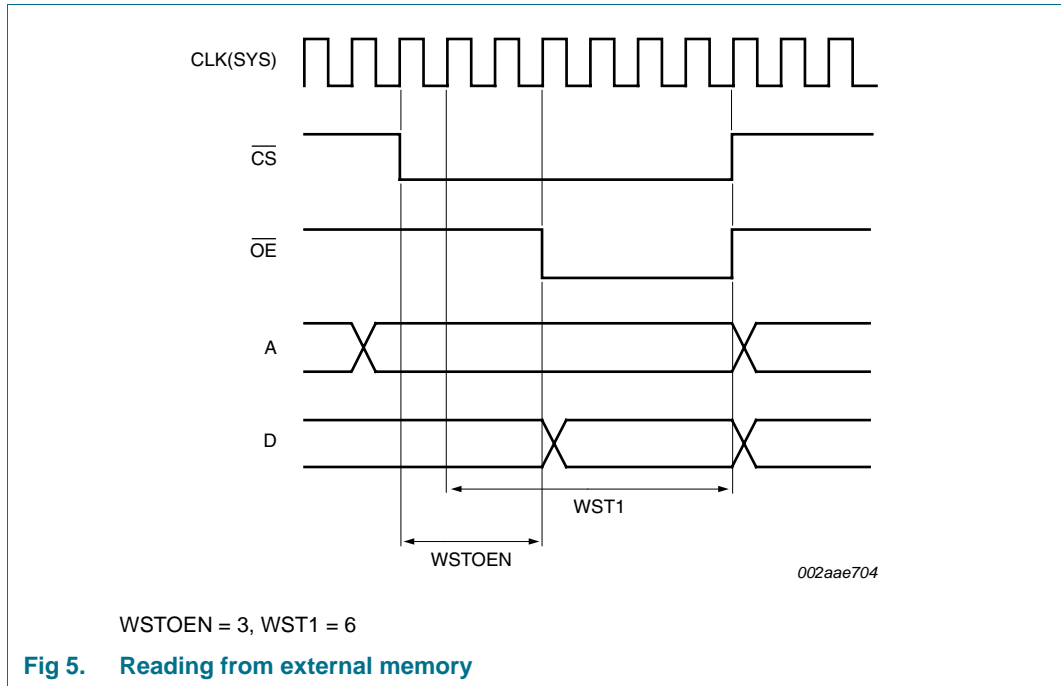 CLK(SYS)
CS
OE
A
D
WST1
WSTOEN
002aae704
WSTOEN = 3, WST1 = 6
Fig 5. Reading from external memory